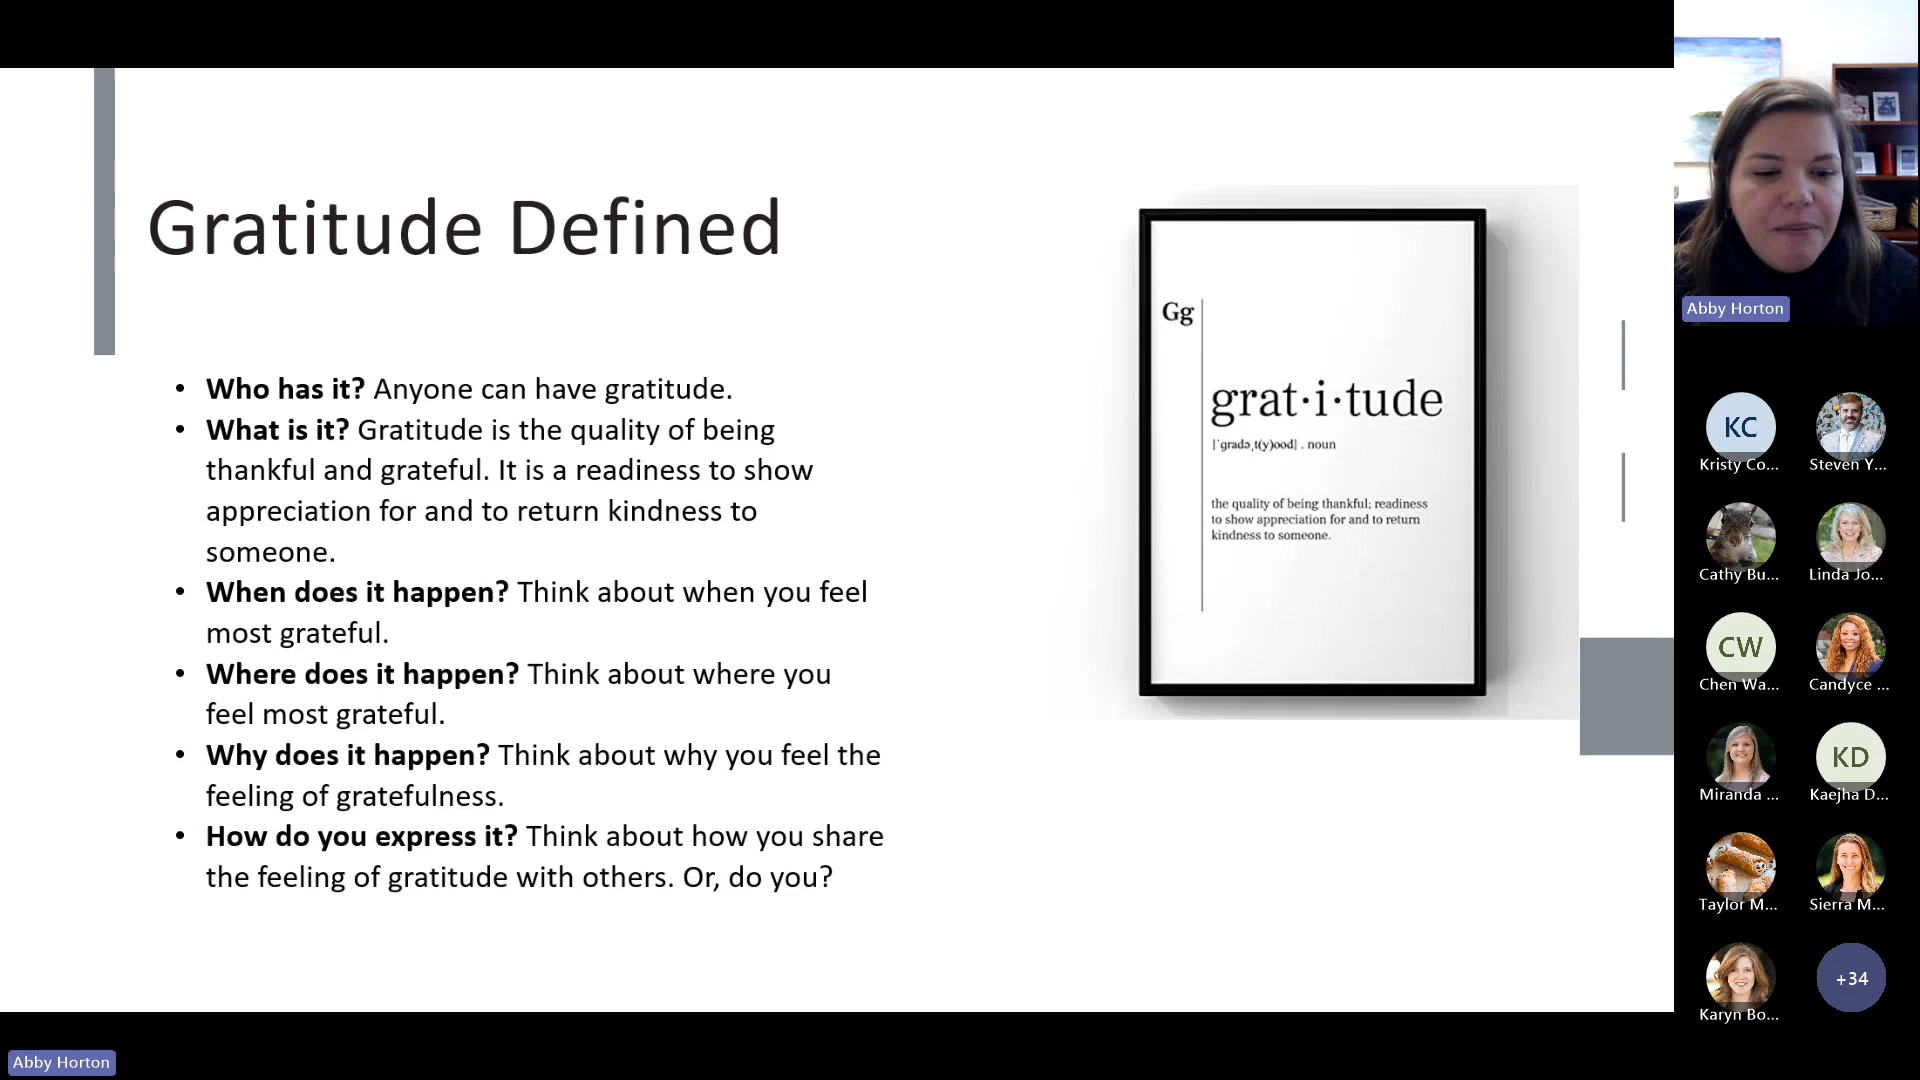 Gratitude Defined
• Who has it? Anyone can have gratitude.
• What is it? Gratitude is the quality of being
thankful and grateful. It is a readiness to show
appreciation for and to return kindness to
someone.
• When does it happen? Think about when you feel
most grateful.
• Where does it happen? Think about where you
feel most grateful.
• Why does it happen? Think about why you feel the
feeling of gratefulness.
• How do you express it? Think about how you share
the feeling of gratitude with others. Or, do you?
Gg
grat·i·tude
[ˈgradəˌt(y)ood] . noun
the quality of being thankful; readiness
to show appreciation for and to return
kindness to someone.
Abby Horton
KC
Kristy Co...
Steven Y...
Cathy Bu...
Linda Jo...
CW
Chen Wa...
Candyce ...
Miranda ...
KD
Kaejha D...
Taylor M...
Sierra M...
Karyn Bo...
+34
Abby Horton